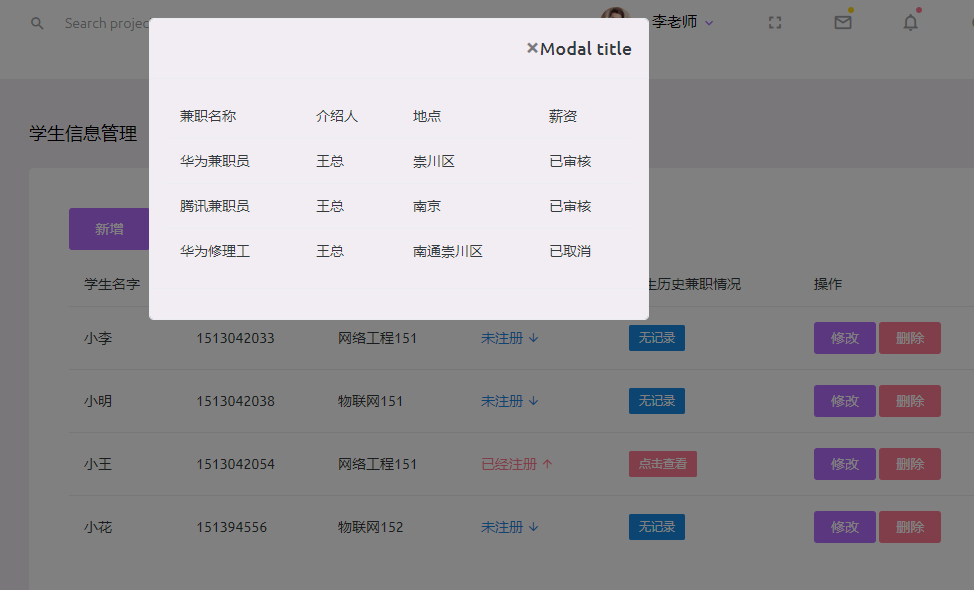 Search projec
李老师
×Modal title
兼职名称 介绍人 地点 薪资
华为兼职员 王总 崇川区 已审核
腾讯兼职员 王总 南京 已审核
华为修理工 王总 南通崇川区 已取消
学生信息管理
新增
学生名字 生历史兼职情况 操作
小李 1513042033 网络工程151 未注册 ↓ 无记录 修改 删除
小明 1513042038 物联网151 未注册 ↓ 无记录 修改 删除
小王 1513042054 网络工程151 已经注册 ↑ 点击查看 修改 删除
小花 151394556 物联网152 未注册 ↓ 无记录 修改 删除